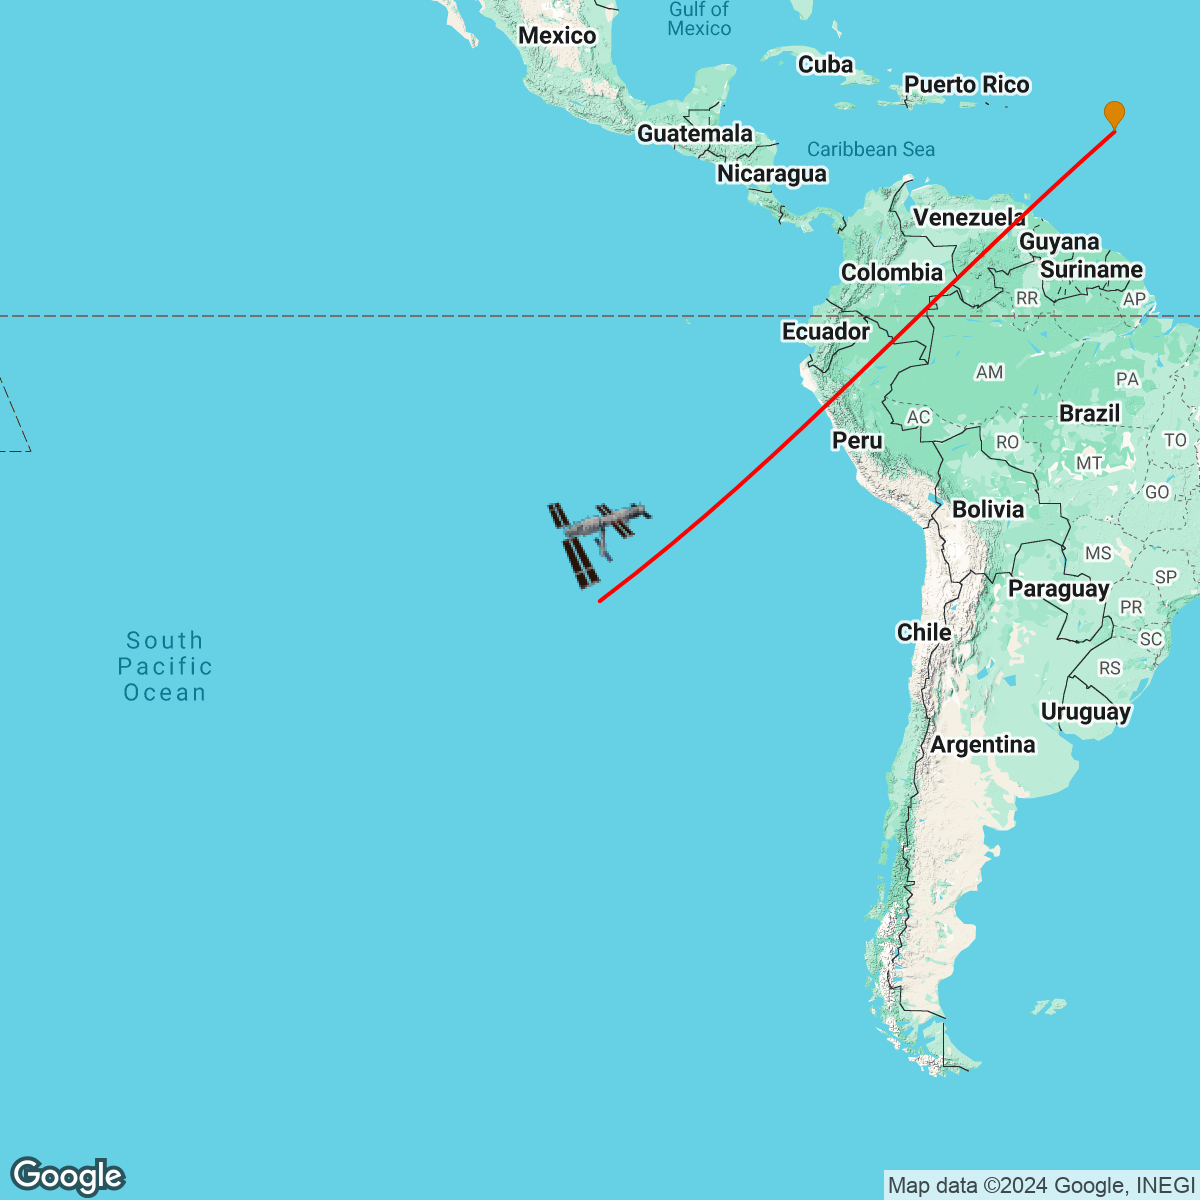 Gulf of
Mexico
Mexico
Cuba
Puerto Rico
Guatemala
Caribbean Sea
Nicaragua
Venezuela
Guyana
Colombia
Suriname
RR
AP
Ecuador
AM
PA
AC
Brazil
Peru
RO
TO
MT
GO
Bolivia
MS
SP
Paraguay
PR
Chile
SC
South
Pacific
Ocean
RS
Uruguay
Argentina
Google
Map data ©2024 Google, INEGI